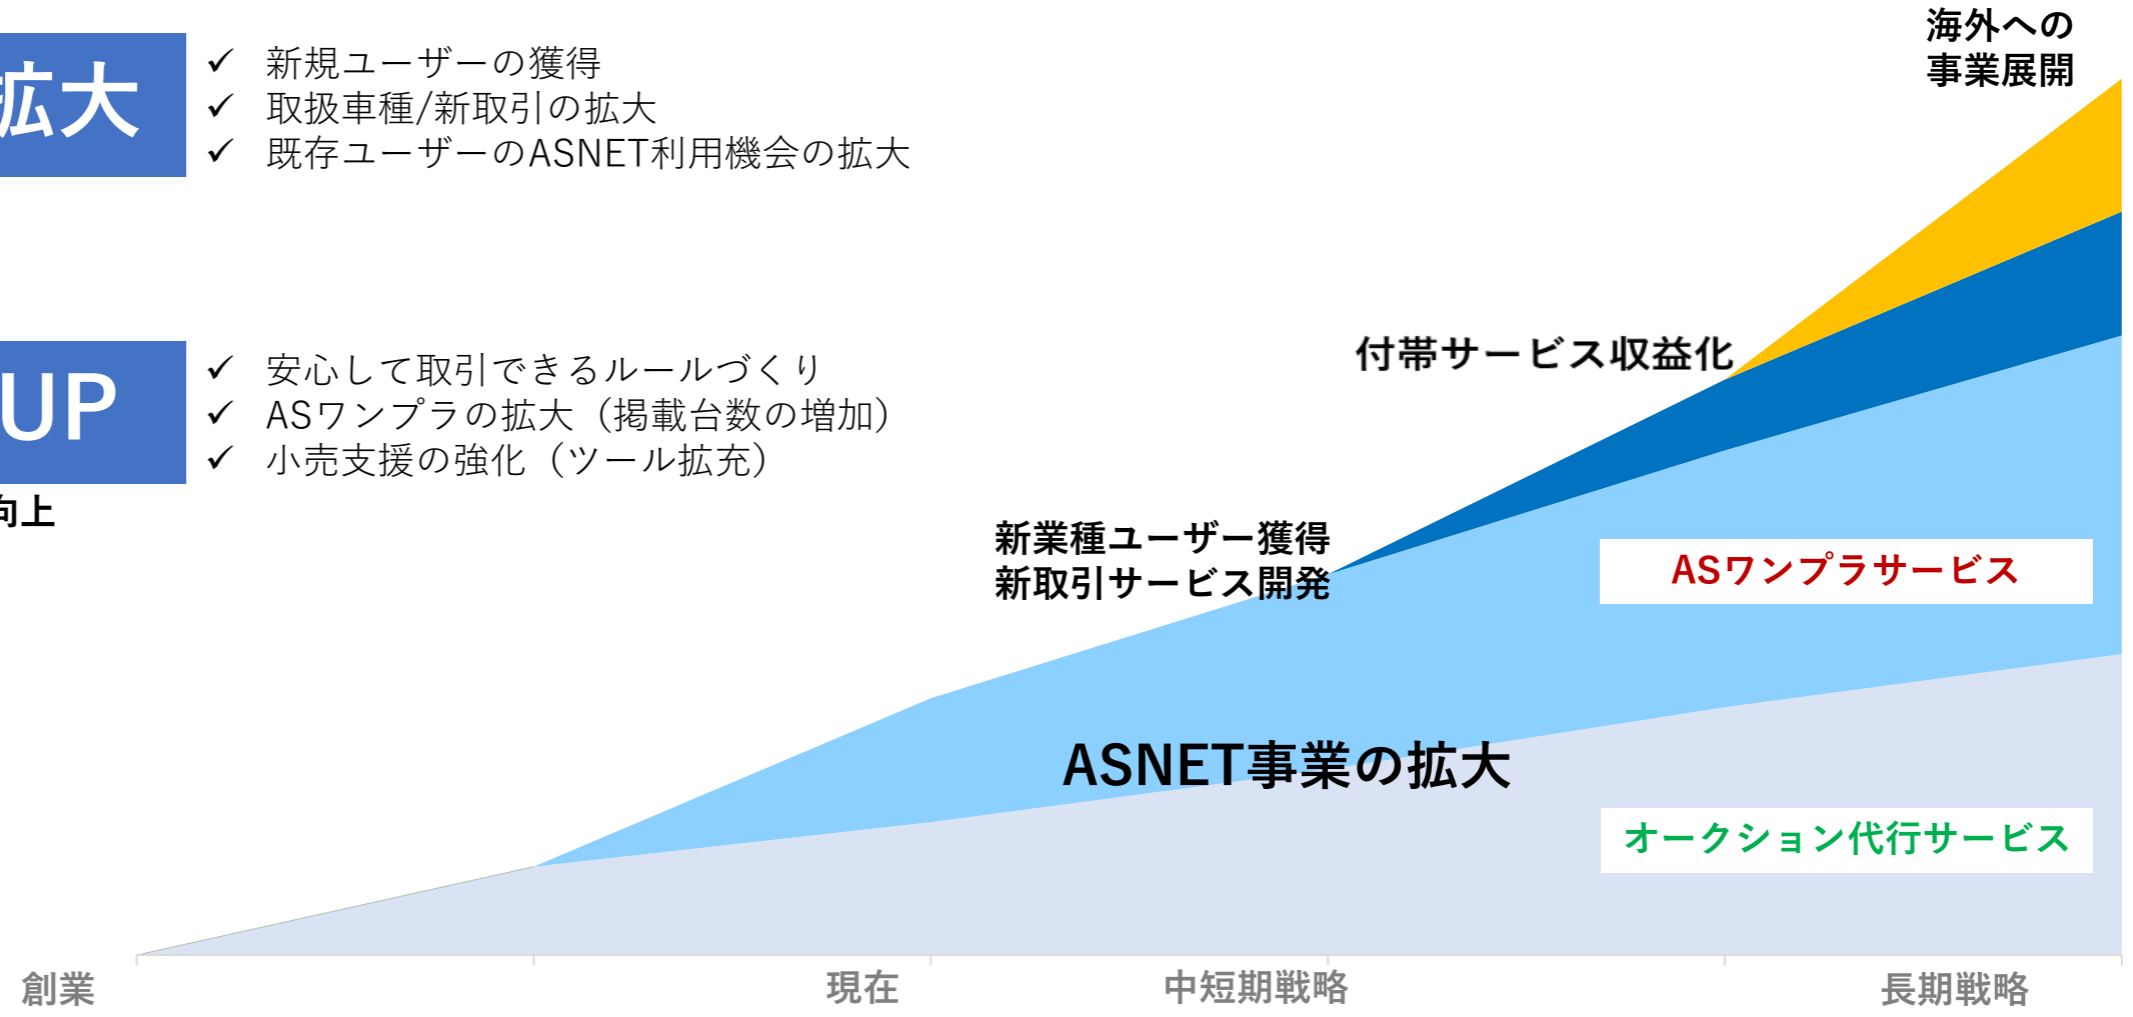 拡大
✓ 新規ユーザーの獲得
✓ 取扱車種/新取引の拡大
✓ 既存ユーザーのASNET利用機会の拡大
UP
✓ 安心して取引できるルールづくり
✓ ASワンプラの拡大（掲載台数の増加）
✓ 小売支援の強化（ツール拡充）
向上
海外への
事業展開
付帯サービス収益化
新業種ユーザー獲得
新取引サービス開発
ASワンプラサービス
ASNET事業の拡大
オークション代行サービス
創業
現在
中短期戦略
長期戦略